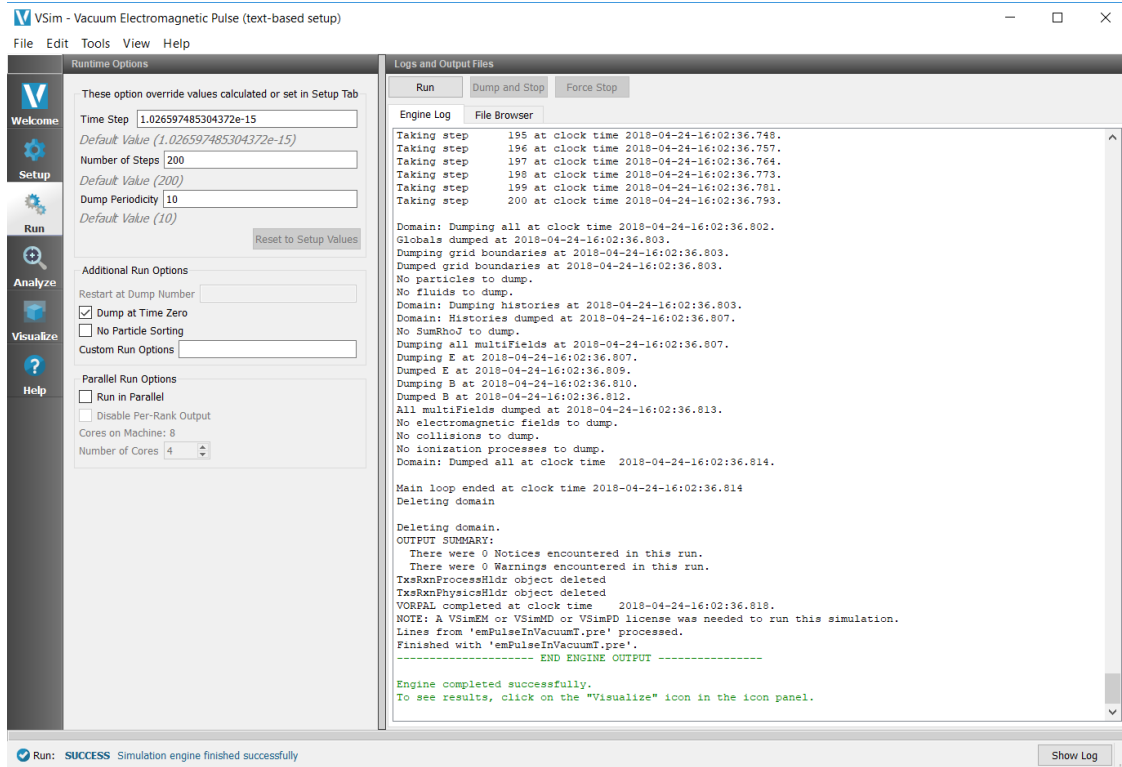 VSim - Vacuum Electromagnetic Pulse (text-based setup)
File Edit Tools View Help
Runtime Options
Logs and Output Files
Welcome
Setup
Run
Analyze
Visualize
Help
These option override values calculated or set in Setup Tab
Time Step 1.026597485304372e-15
Default Value (1.026597485304372e-15)
Number of Steps 200
Default Value (200)
Dump Periodicity 10
Default Value (10)
Reset to Setup Values
Additional Run Options
Restart at Dump Number
Dump at Time Zero
No Particle Sorting
Custom Run Options
Parallel Run Options
Run in Parallel
Disable Per-Rank Output
Cores on Machine: 8
Number of Cores 4
Run Dump and Stop Force Stop
Engine Log File Browser
Taking step 195 at clock time 2018-04-24-16:02:36.748.
Taking step 196 at clock time 2018-04-24-16:02:36.757.
Taking step 197 at clock time 2018-04-24-16:02:36.764.
Taking step 198 at clock time 2018-04-24-16:02:36.773.
Taking step 199 at clock time 2018-04-24-16:02:36.781.
Taking step 200 at clock time 2018-04-24-16:02:36.793.
Domain: Dumping all at clock time 2018-04-24-16:02:36.802.
Globals dumped at 2018-04-24-16:02:36.803.
Dumping grid boundaries at 2018-04-24-16:02:36.803.
Dumped grid boundaries at 2018-04-24-16:02:36.803.
No particles to dump.
No fluids to dump.
Domain: Dumping histories at 2018-04-24-16:02:36.803.
Domain: Histories dumped at 2018-04-24-16:02:36.807.
No SumRhoJ to dump.
Dumping all multiFields at 2018-04-24-16:02:36.807.
Dumping E at 2018-04-24-16:02:36.807.
Dumped E at 2018-04-24-16:02:36.809.
Dumping B at 2018-04-24-16:02:36.810.
Dumped B at 2018-04-24-16:02:36.812.
All multiFields dumped at 2018-04-24-16:02:36.813.
No electromagnetic fields to dump.
No collisions to dump.
No ionization processes to dump.
Domain: Dumped all at clock time 2018-04-24-16:02:36.814.
Main loop ended at clock time 2018-04-24-16:02:36.814
Deleting domain
Deleting domain.
OUTPUT SUMMARY:
There were 0 Notices encountered in this run.
There were 0 Warnings encountered in this run.
TxsRxnProcessHldr object deleted
TxsRxnPhysicsHldr object deleted
VORPAL completed at clock time 2018-04-24-16:02:36.818.
NOTE: A VSimEM or VSimMD or VSimPD license was needed to run this simulation.
Lines from 'emPulseInVacuumT.pre' processed.
Finished with 'emPulseInVacuumT.pre'.
--------------------- END ENGINE OUTPUT ----------------
Engine completed successfully.
To see results, click on the "Visualize" icon in the icon panel.
Run: SUCCESS Simulation engine finished successfully
Show Log